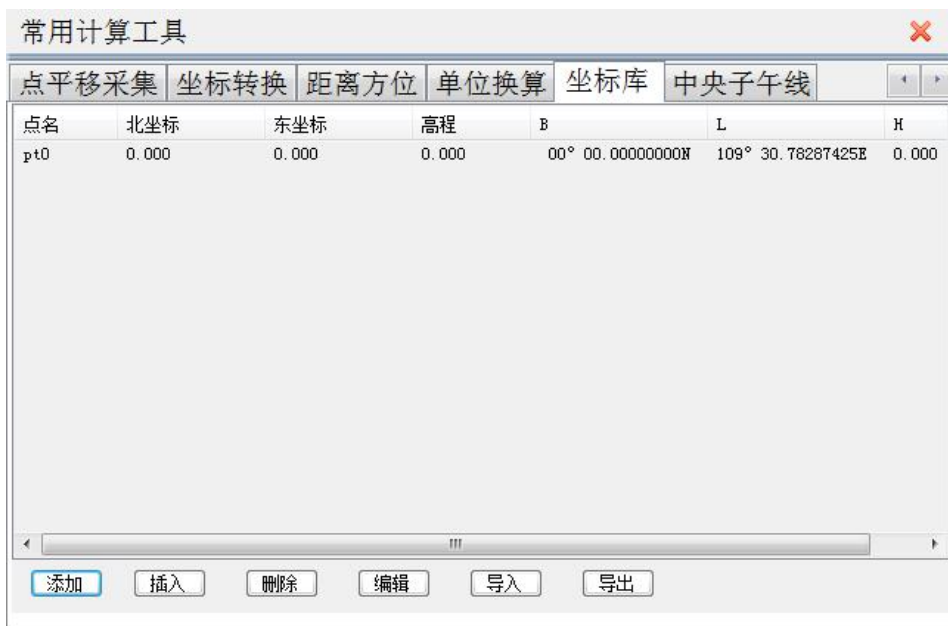 常用计算工具
点平移采集 坐标转换 距离方位 单位换算 坐标库 中央子午线
点名 北坐标 东坐标 高程 B L H
pt0 0.000 0.000 0.000 00° 00.00000000N 109° 30.78287425E 0.000
添加 插入 删除 编辑 导入 导出